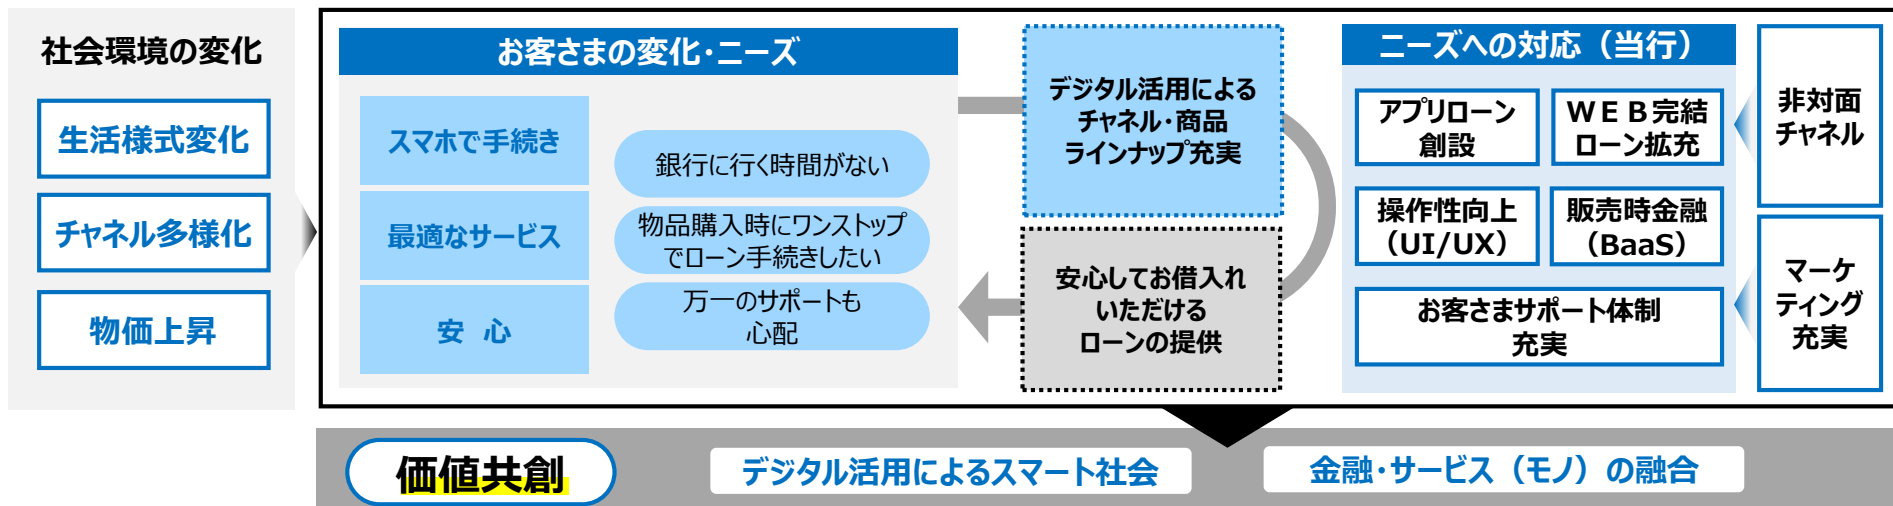 社会環境の変化
生活様式変化
チャネル多様化
物価上昇
お客さまの変化・ニーズ
スマホで手続き
最適なサービス
安 心
銀行に行く時間がない
物品購入時にワンストップ
でローン手続きしたい
万一のサポートも
心配
デジタル活用による
チャネル・商品
ラインナップ充実
安心してお借入れ
いただける
ローンの提供
ニーズへの対応（当行）
アプリローン
創設
ＷＥＢ完結
ローン拡充
操作性向上
（UI/UX）
販売時金融
（BaaS）
お客さまサポート体制
充実
非対面
チャネル
マーケ
ティング
充実
価値共創
デジタル活用によるスマート社会
金融・サービス（モノ）の融合